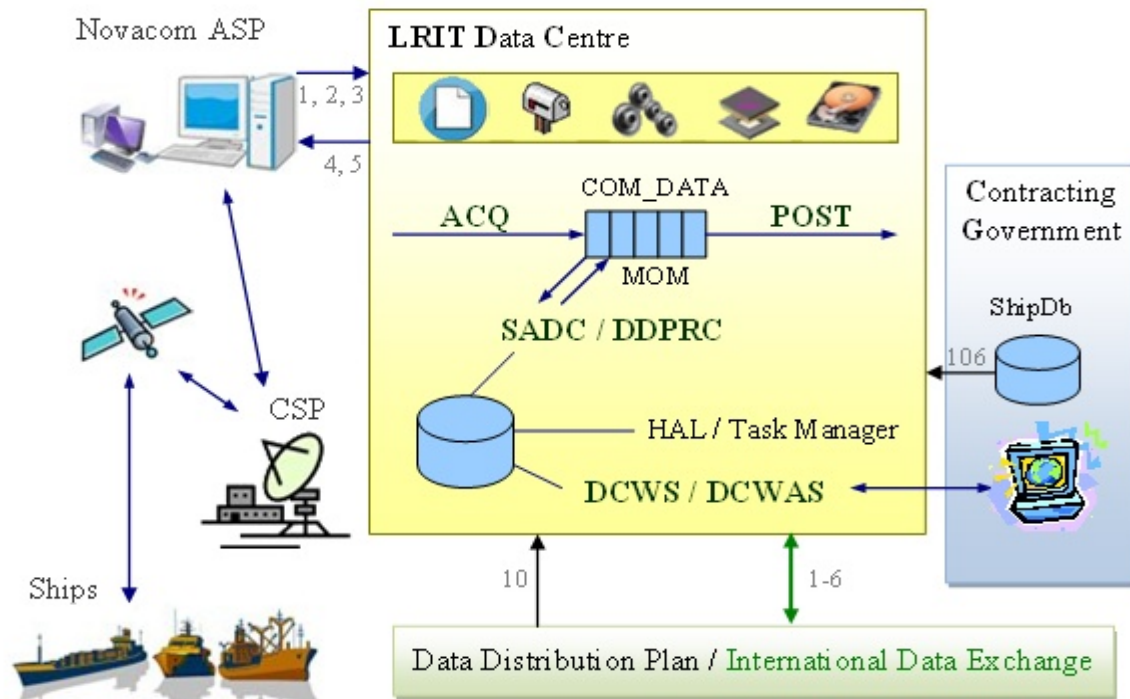 Novacom ASP
LRIT Data Centre
1, 2, 3
4, 5
COM_DATA
ACQ
POST
MOM
SADC / DDPRC
Contracting
Government
ShipDb
106
CSP
HAL / Task Manager
DCWS / DCWAS
10
1-6
Ships
Data Distribution Plan / International Data Exchange